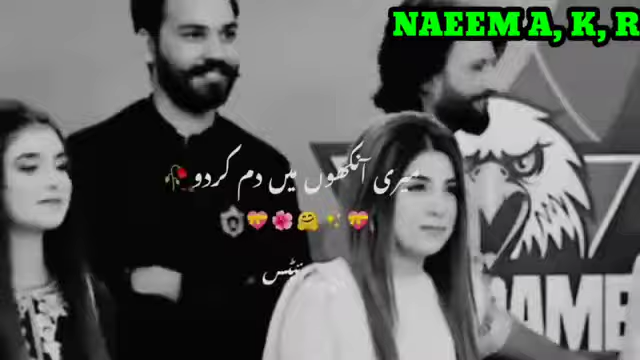 NAEEM A, K, R
میری آنکھوں میں دم کردو🥀
💝🌸🤗✨💝